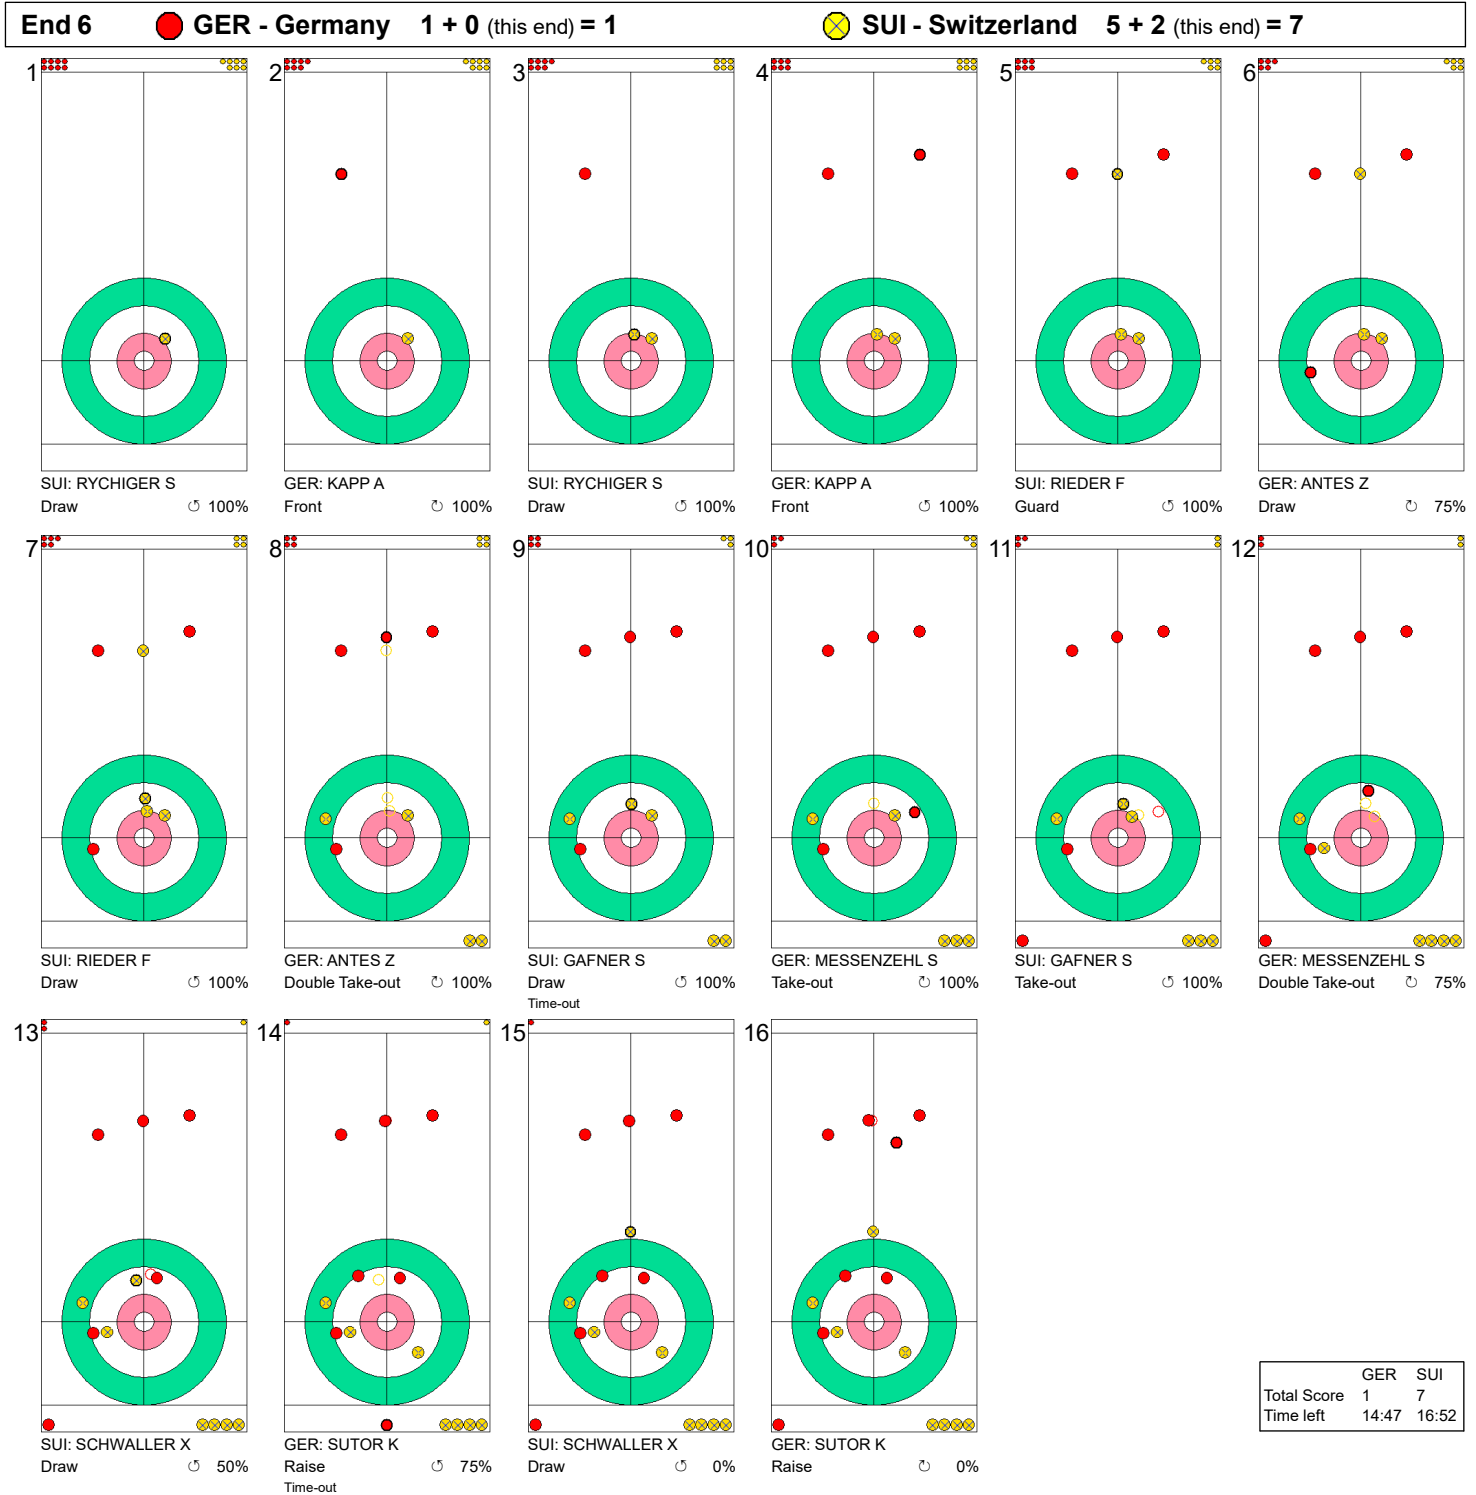 End 6 GER - Germany 1 + 0 (this end) = 1 SUI - Switzerland 5 + 2 (this end) = 7
1 2 3 4 5 6
SUI: RYCHIGER S GER: KAPP A SUI: RYCHIGER S GER: KAPP A SUI: RIEDER F GER: ANTES Z
Draw 100% Front 100% Draw 100% Front 100% Guard 100% Draw 75%
7 8 9 10 11 12
SUI: RIEDER F GER: ANTES Z SUI: GAFNER S GER: MESSENZEHL S SUI: GAFNER S GER: MESSENZEHL S
Draw 100% Double Take-out 100% Draw 100% Take-out 100% Take-out 100% Double Take-out 75%
Time-out
13 14 15 16
SUI: SCHWALLER X GER: SUTOR K SUI: SCHWALLER X GER: SUTOR K
Draw 50% Raise 75% Draw 0% Raise 0%
Time-out
GER SUI
Total Score 1 7
Time left 14:47 16:52